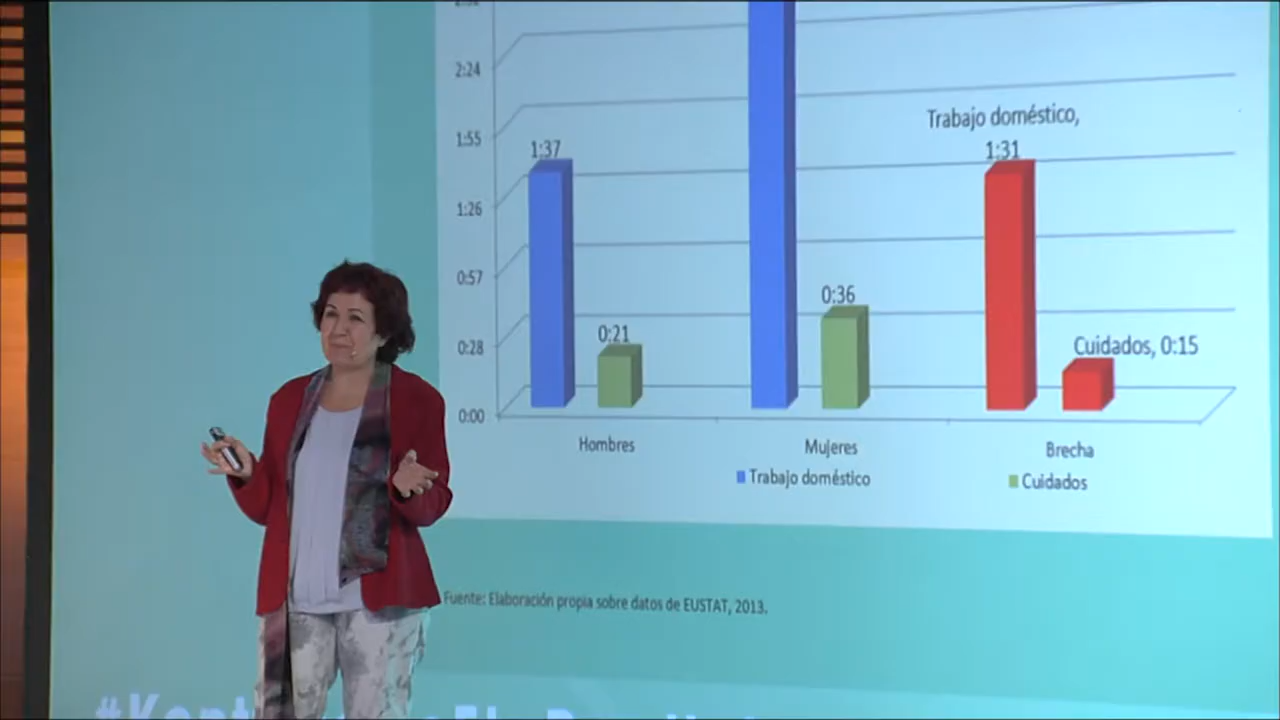 2:24
1:55
1:26
0:57
0:28
0:00
1:37
0:21
0:36
Trabajo doméstico,
1:31
Cuidados, 0:15
Hombres
Mujeres
Brecha
Trabajo doméstico
Cuidados
Fuente: Elaboración propia sobre datos de EUSTAT, 2013.